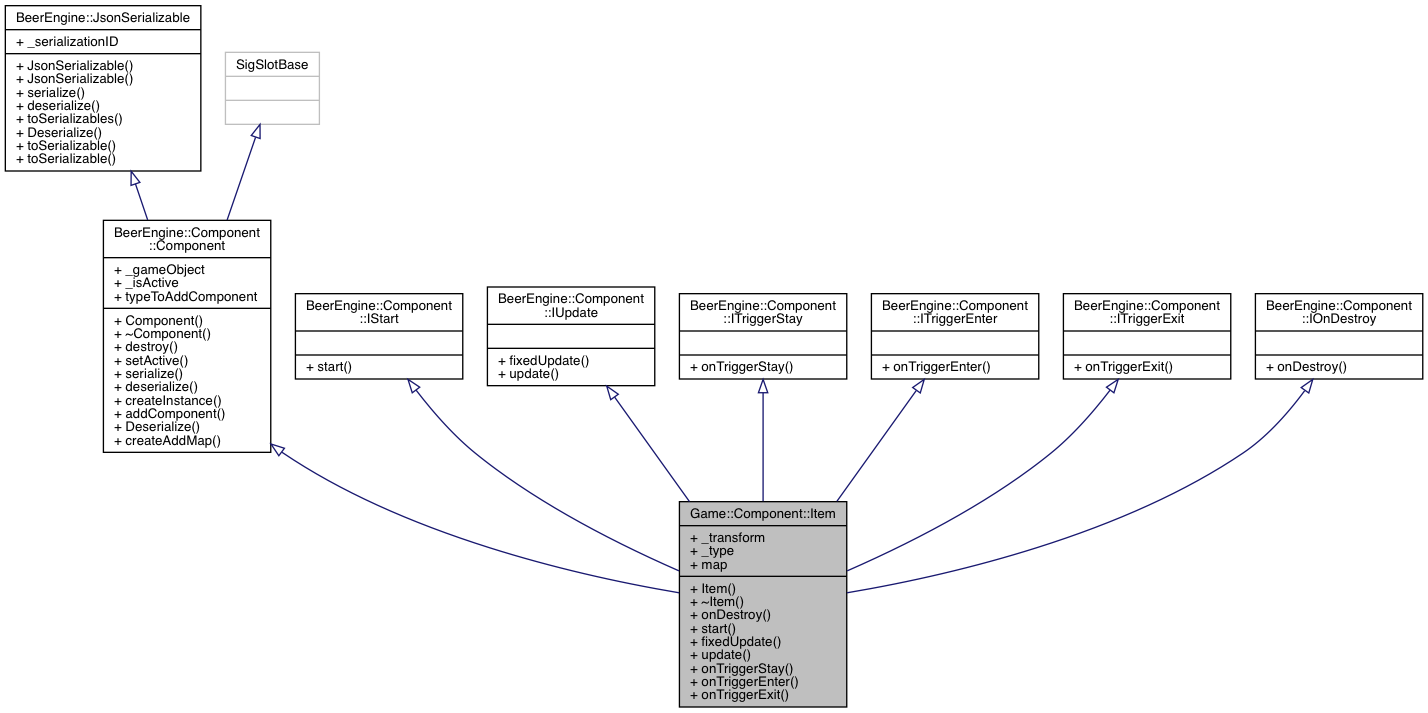 BeerEngine::JsonSerializable
+ _serializationID
+ JsonSerializable()
+ JsonSerializable()
+ serialize()
+ deserialize()
+ toSerializables()
+ Deserialize()
+ toSerializable()
+ toSerializable()
SigSlotBase
BeerEngine::Component
::Component
+ _gameObject
+ _isActive
+ typeToAddComponent
+ Component()
+ ~Component()
+ destroy()
+ setActive()
+ serialize()
+ deserialize()
+ createInstance()
+ addComponent()
+ Deserialize()
+ createAddMap()
BeerEngine::Component
::IStart
+ start()
BeerEngine::Component
::IUpdate
+ fixedUpdate()
+ update()
BeerEngine::Component
::ITriggerStay
+ onTriggerStay()
BeerEngine::Component
::ITriggerEnter
+ onTriggerEnter()
BeerEngine::Component
::ITriggerExit
+ onTriggerExit()
BeerEngine::Component
::IOnDestroy
+ onDestroy()
Game::Component::Item
+ _transform
+ _type
+ map
+ Item()
+ ~Item()
+ onDestroy()
+ start()
+ fixedUpdate()
+ update()
+ onTriggerStay()
+ onTriggerEnter()
+ onTriggerExit()